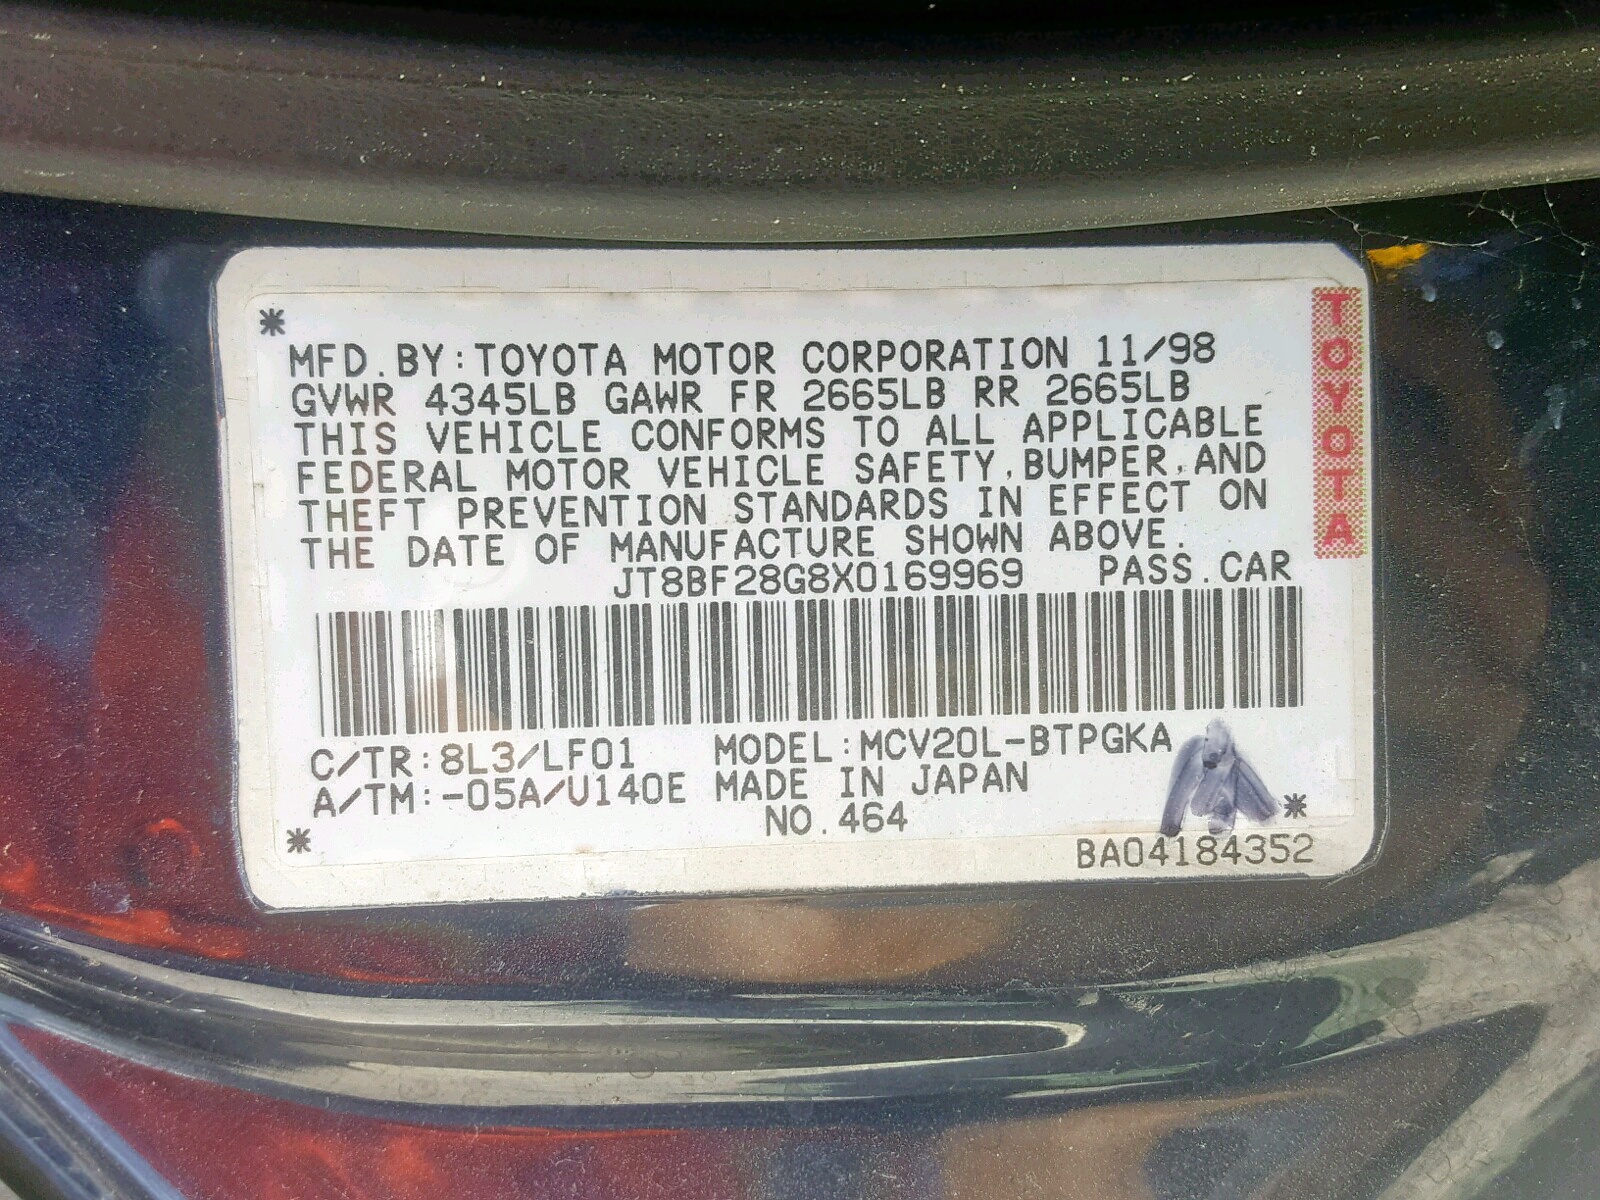 MFD. BY: TOYOTA MOTOR CORPORATION 11/98
GVWR 4345LB GAWR FR 2665LB RR 2665LB
THIS VEHICLE CONFORMS TO ALL APPLICABLE
FEDERAL MOTOR VEHICLE SAFETY, BUMPER, AND
THEFT PREVENTION STANDARDS IN EFFECT ON
THE DATE OF MANUFACTURE SHOWN ABOVE.
JT8BF28G8X0169969 PASS. CAR
C/TR: 8L3/LF01 MODEL: MCV20L-BTPGKA
A/TM: -05A/U140E MADE IN JAPAN
NO. 464
BA04184352
TOYOTA